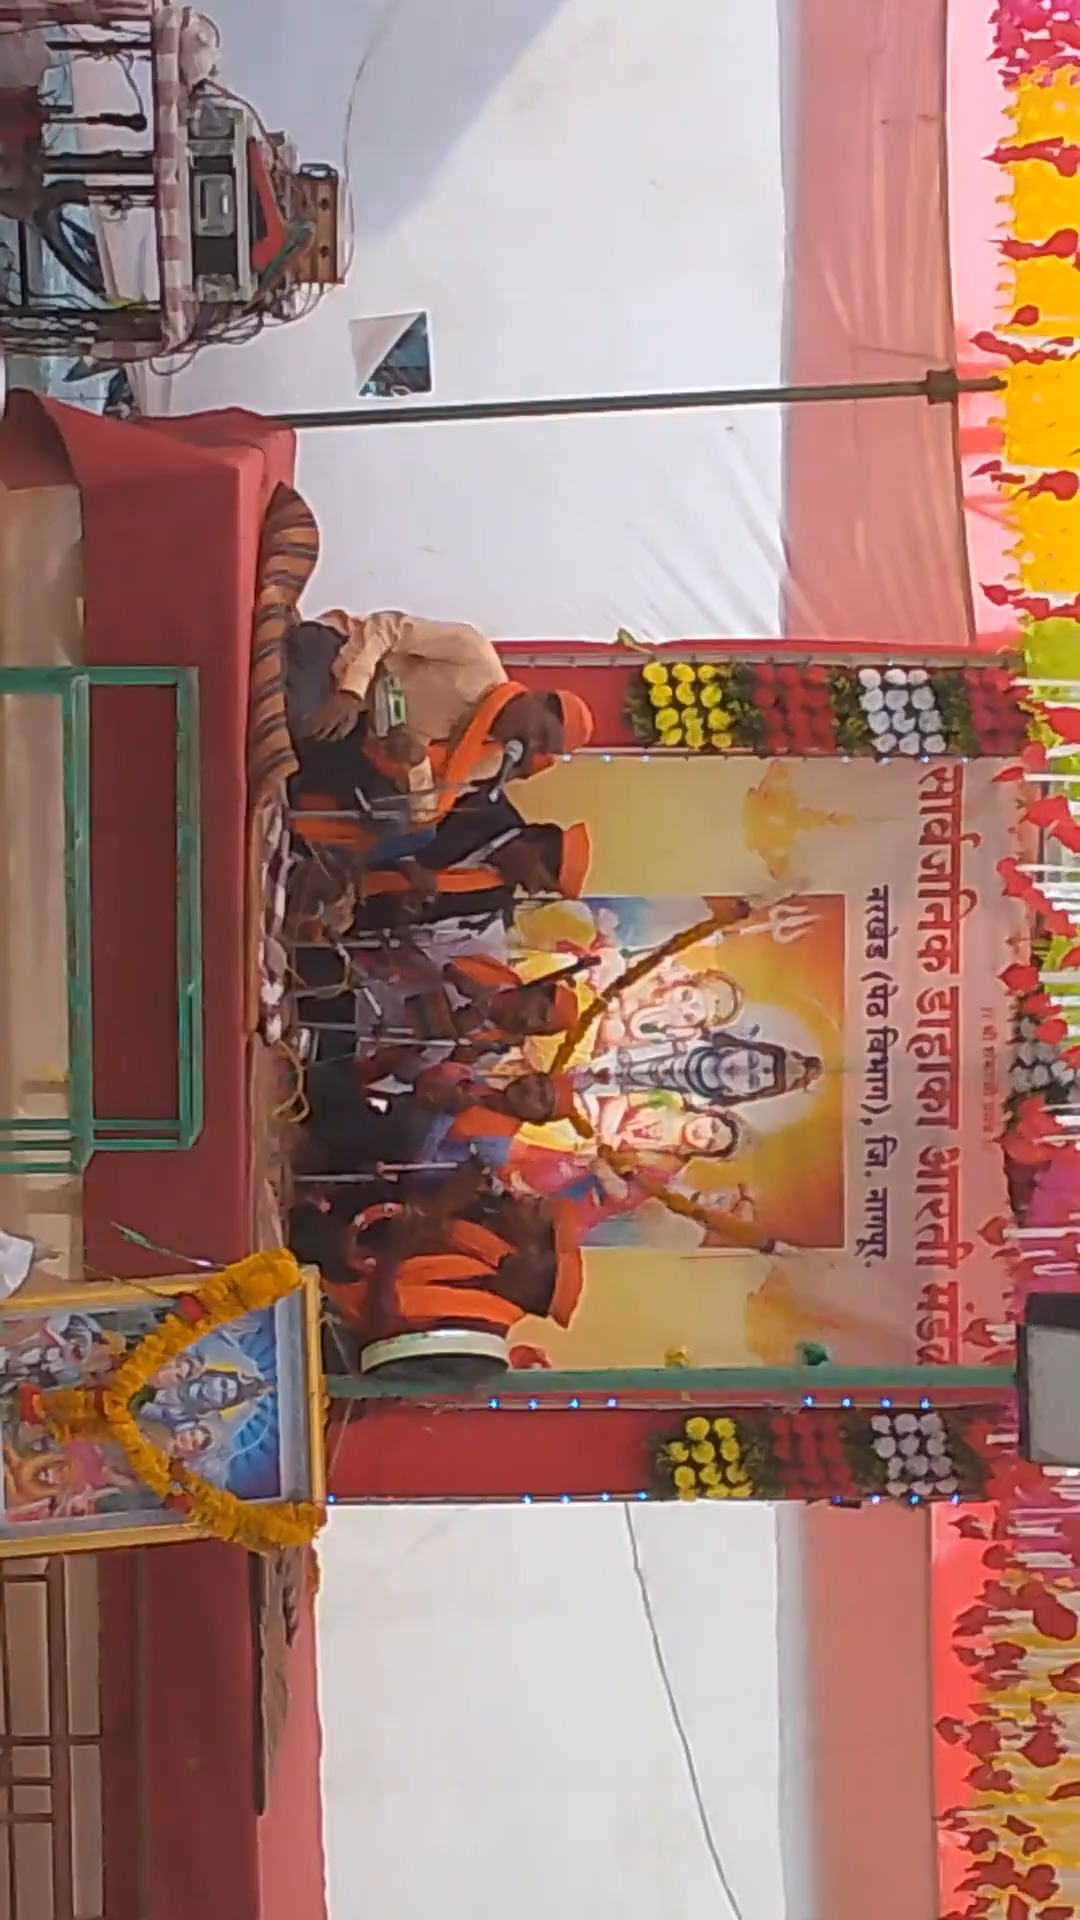 सार्वजनिक डाहाका आरती मंडळ
नरखेड (पेठ विभाग), जि. नागपूर.